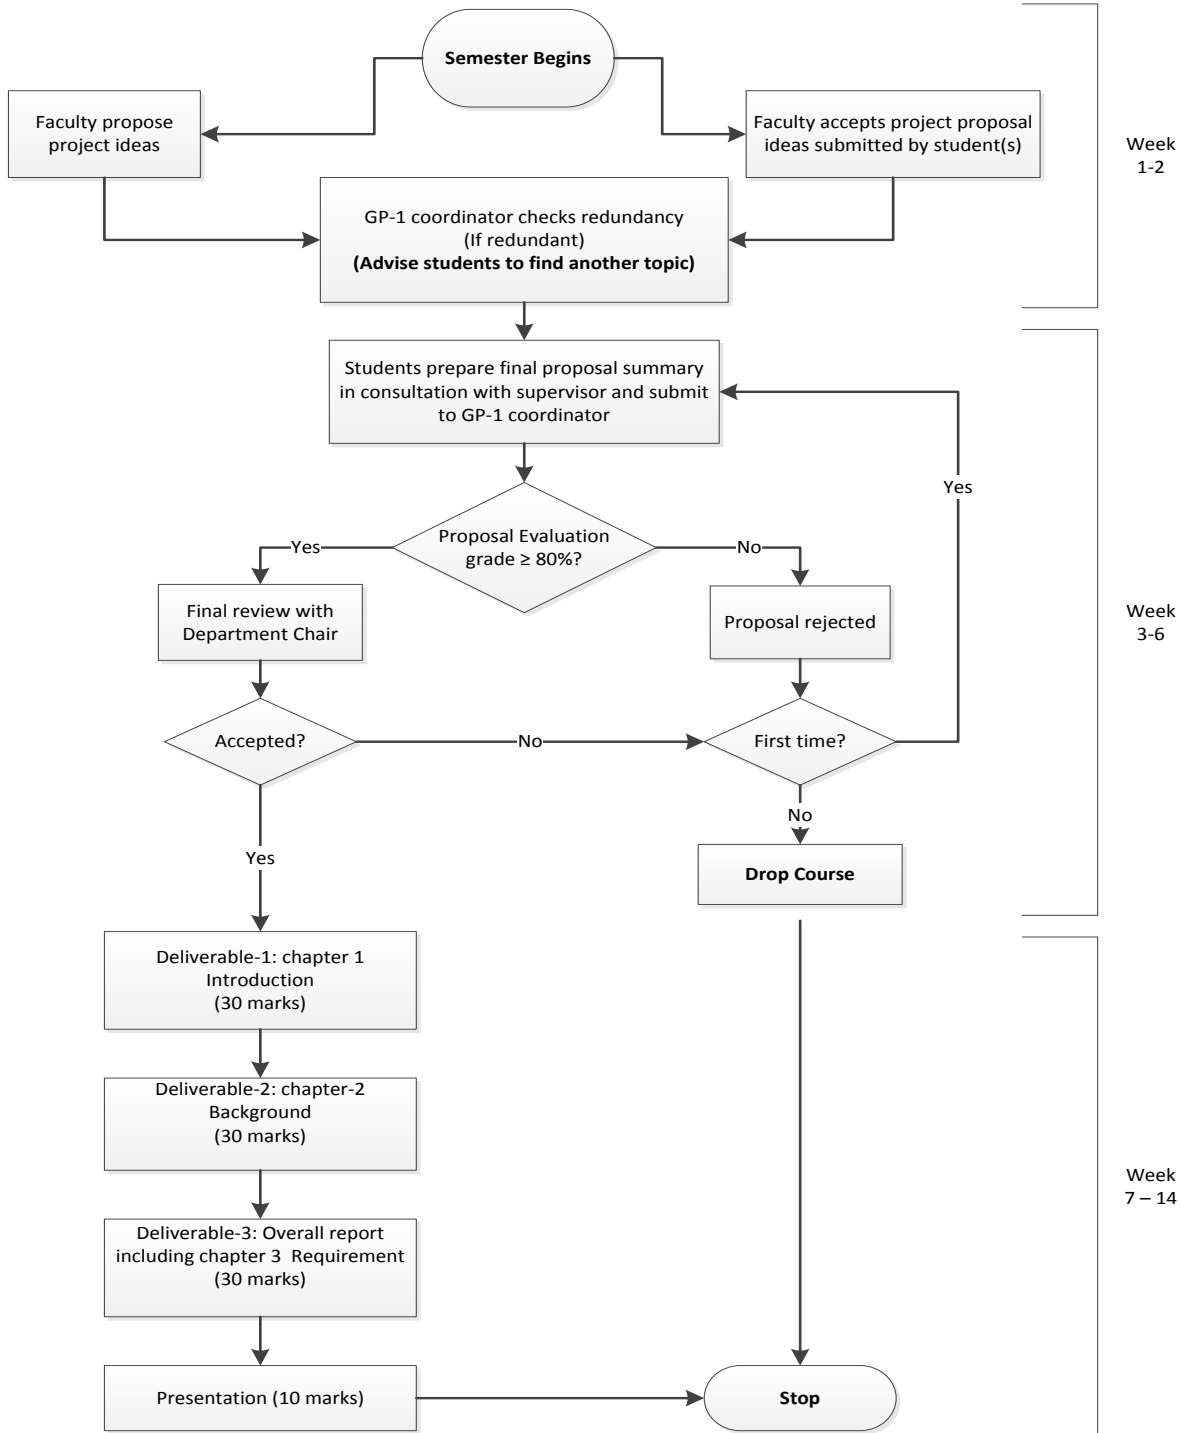 Semester Begins
Faculty propose
project ideas
Faculty accepts project proposal
ideas submitted by student(s)
Week
1-2
GP-1 coordinator checks redundancy
(If redundant)
(Advise students to find another topic)
Students prepare final proposal summary
in consultation with supervisor and submit
to GP-1 coordinator
Yes
Proposal Evaluation
grade ≥ 80%?
Yes
No
Final review with
Department Chair
Proposal rejected
Week
3-6
Accepted?
No
First time?
No
Yes
Drop Course
Deliverable-1: chapter 1
Introduction
(30 marks)
Deliverable-2: chapter-2
Background
(30 marks)
Week
7 – 14
Deliverable-3: Overall report
including chapter 3  Requirement
(30 marks)
Presentation (10 marks)
Stop